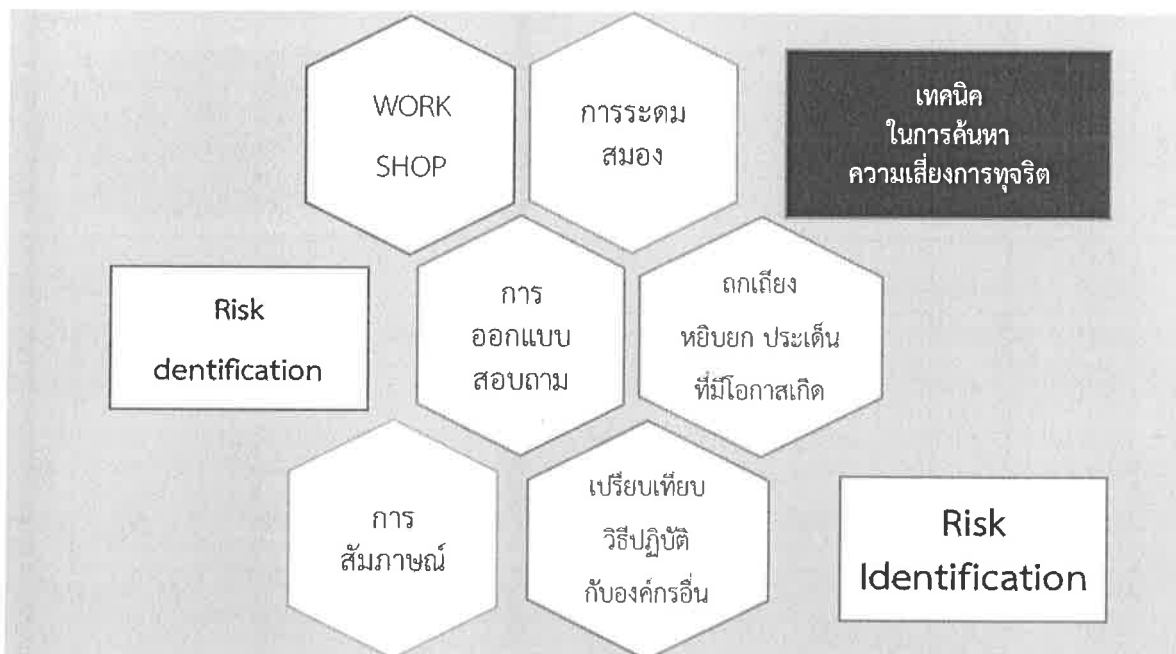 WORK
SHOP
การระดม
สมอง
เทคนิค
ในการค้นหา
ความเสี่ยงการทุจริต
Risk
dentification
การ
ออกแบบ
สอบถาม
ถกเถียง
หยิบยก ประเด็น
ที่มีโอกาสเกิด
การ
สัมภาษณ์
เปรียบเทียบ
วิธีปฏิบัติ
กับองค์กรอื่น
Risk
Identification